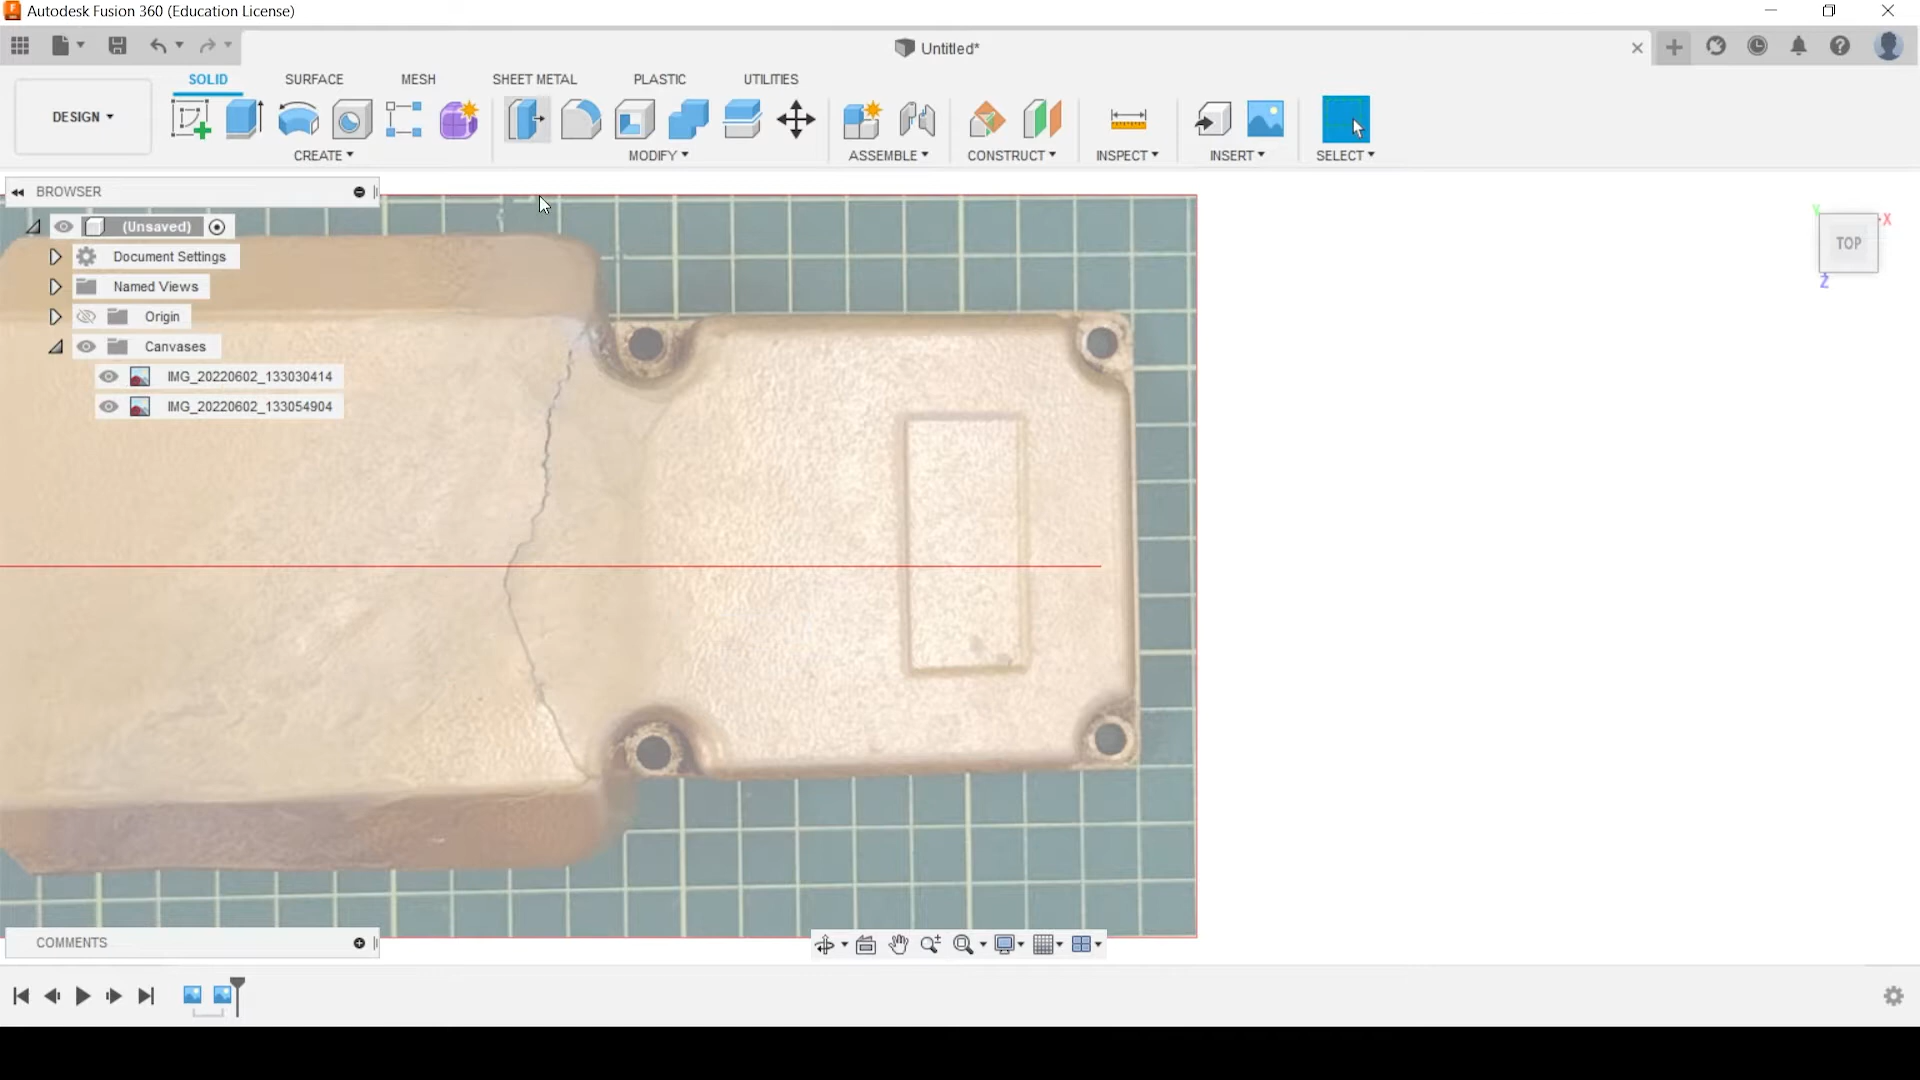 Autodesk Fusion 360 (Education License)
Untitled*
DESIGN
SOLID
SURFACE
MESH
SHEET METAL
PLASTIC
UTILITIES
CREATE
MODIFY
ASSEMBLE
CONSTRUCT
INSPECT
INSERT
SELECT
BROWSER
(Unsaved)
Document Settings
Named Views
Origin
Canvases
IMG_20220602_133030414
IMG_20220602_133054904
Y
X
TOP
Z
COMMENTS